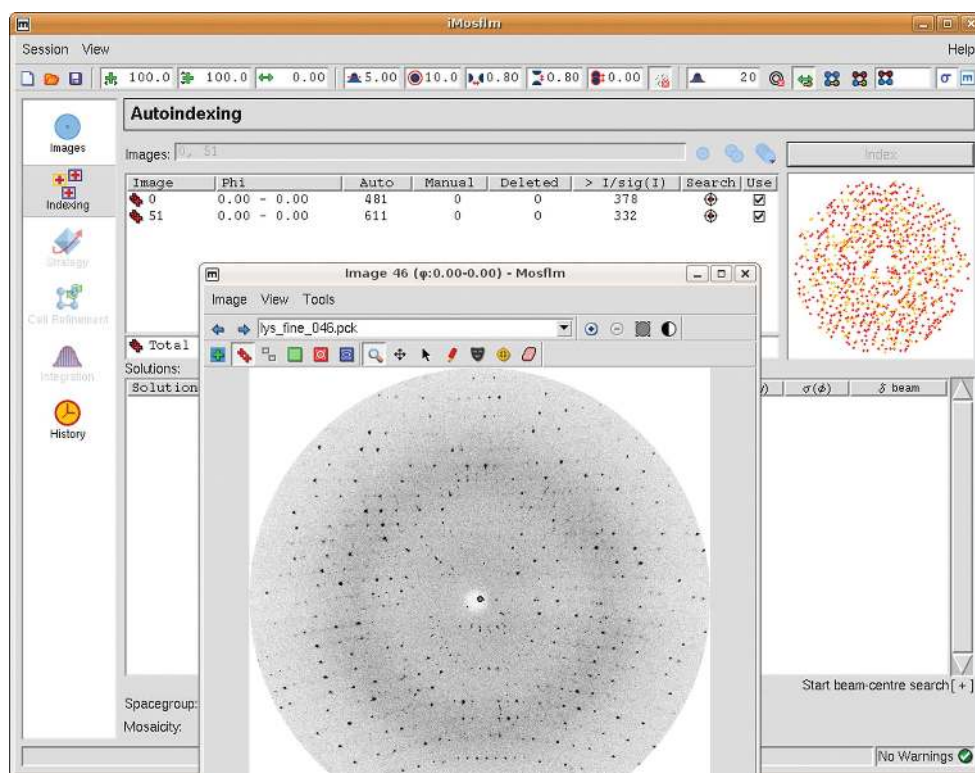 iMosflm
Session View Help
100.0 100.0 0.00 5.00 10.0 0.80 0.80 0.00 20 σ m
Images
Indexing
Strategy
Cell Refinement
Integration
History
Autoindexing
Images: 0, 51 Index
Image Phi Auto Manual Deleted > I/sig(I) Search Use
0 0.00 - 0.00 481 0 0 378
51 0.00 - 0.00 611 0 0 332
Total
Solutions:
Solution σ(ϕ) δ beam
Image 46 (φ:0.00-0.00) - Mosflm
Image View Tools
lys_fine_046.pck
Start beam-centre search [ + ]
Spacegroup:
Mosaicity:
No Warnings